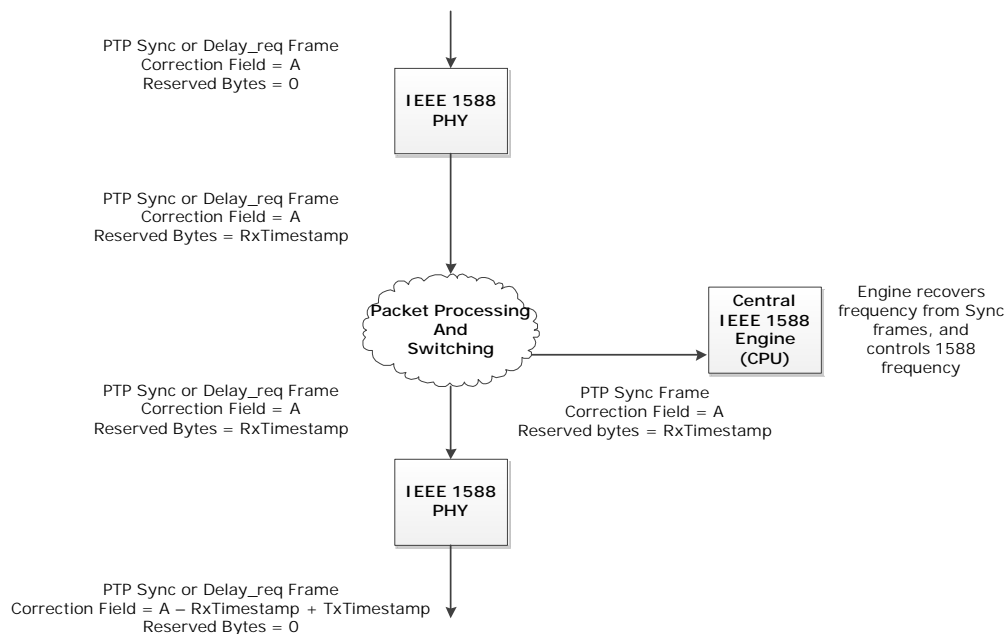 PTP Sync or Delay_req Frame
Correction Field = A
Reserved Bytes = 0
IEEE 1588
PHY
PTP Sync or Delay_req Frame
Correction Field = A
Reserved Bytes = RxTimestamp
Packet Processing
And
Switching
Central
IEEE 1588
Engine
(CPU)
Engine recovers
frequency from Sync
frames, and
controls 1588
frequency
PTP Sync or Delay_req Frame
Correction Field = A
Reserved Bytes = RxTimestamp
PTP Sync Frame
Correction Field = A
Reserved bytes = RxTimestamp
IEEE 1588
PHY
PTP Sync or Delay_req Frame
Correction Field = A – RxTimestamp + TxTimestamp
Reserved Bytes = 0